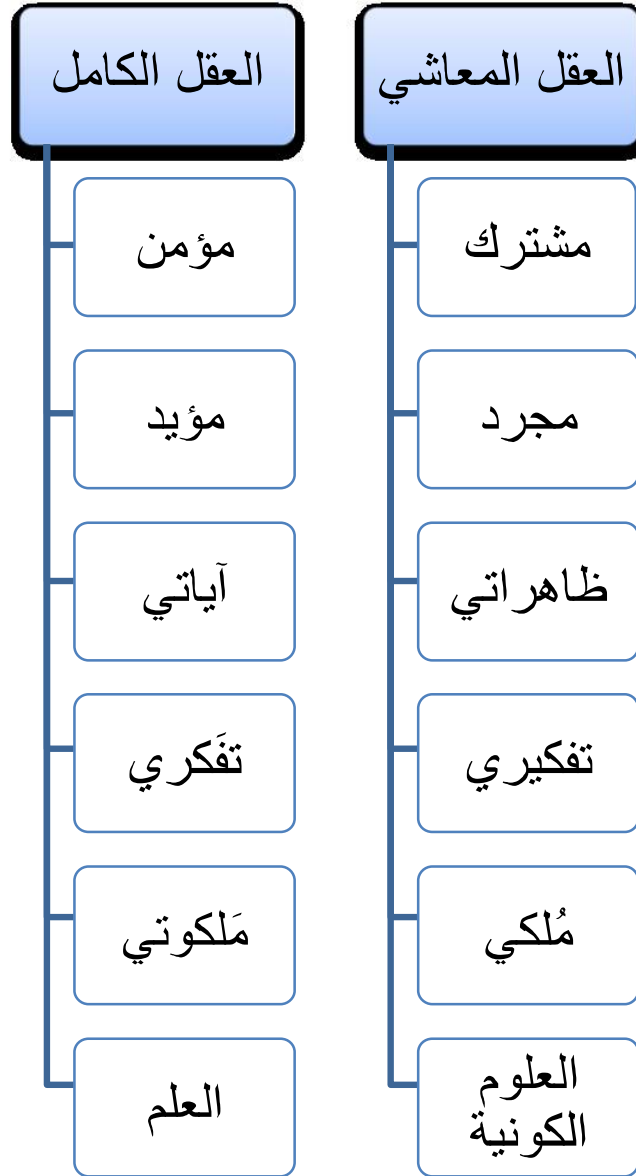 العقل المعاشي
مشترك
مجرد
ظاهراتي
تفكيري
مُلكي
العلوم
الكونية
العقل الكامل
مؤمن
مؤيد
آياتي
تفَكري
مَلكوتي
العلم